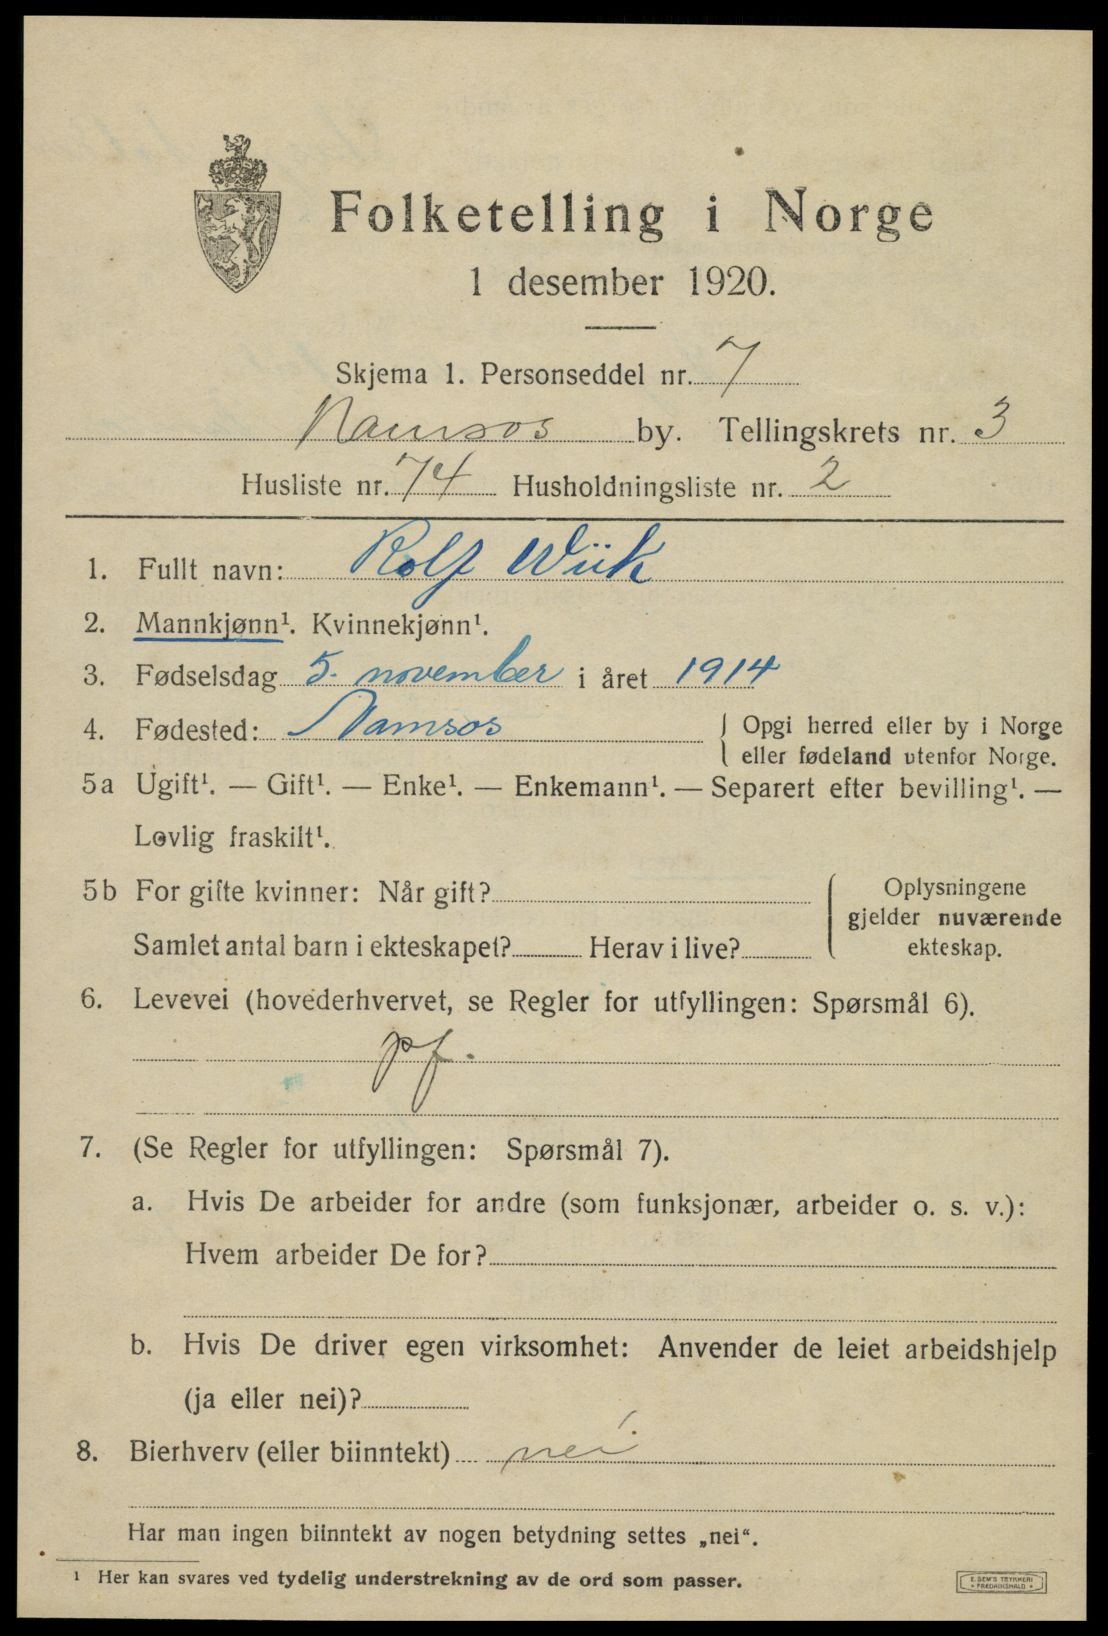 Folketelling i Norge
1 desember 1920.
Skjema 1. Personseddel nr. 7
Namsos by. Tellingskrets nr. 3
Husliste nr. 74 Husholdningsliste nr. 2
1. Fullt navn: Rolf Wiik
2. Mannkjønn¹. Kvinnekjønn¹.
3. Fødselsdag 5. november i året 1914
4. Fødested: Namsos { Opgi herred eller by i Norge
eller fødeland utenfor Norge.
5a Ugift¹. — Gift¹. — Enke¹. — Enkemann¹. — Separert efter bevilling¹. —
Lovlig fraskilt¹.
5b For gifte kvinner: Når gift?
Samlet antal barn i ekteskapet? Herav i live?
Oplysningene
gjelder nuværende
ekteskap.
6. Levevei (hovederhvervet, se Regler for utfyllingen: Spørsmål 6).
pf.
7. (Se Regler for utfyllingen: Spørsmål 7).
a. Hvis De arbeider for andre (som funksjonær, arbeider o. s. v.):
Hvem arbeider De for?
b. Hvis De driver egen virksomhet: Anvender de leiet arbeidshjelp
(ja eller nei)?
8. Bierhverv (eller biinntekt) nei
Har man ingen biinntekt av nogen betydning settes „nei“.
¹ Her kan svares ved tydelig understrekning av de ord som passer.
E. SEM'S TRYKKERI
• FREDRIKSHALD •